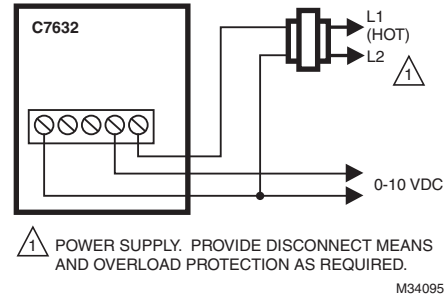 C7632
L1
(HOT)
L2
1
0-10 VDC
1 POWER SUPPLY. PROVIDE DISCONNECT MEANS
AND OVERLOAD PROTECTION AS REQUIRED.
M34095